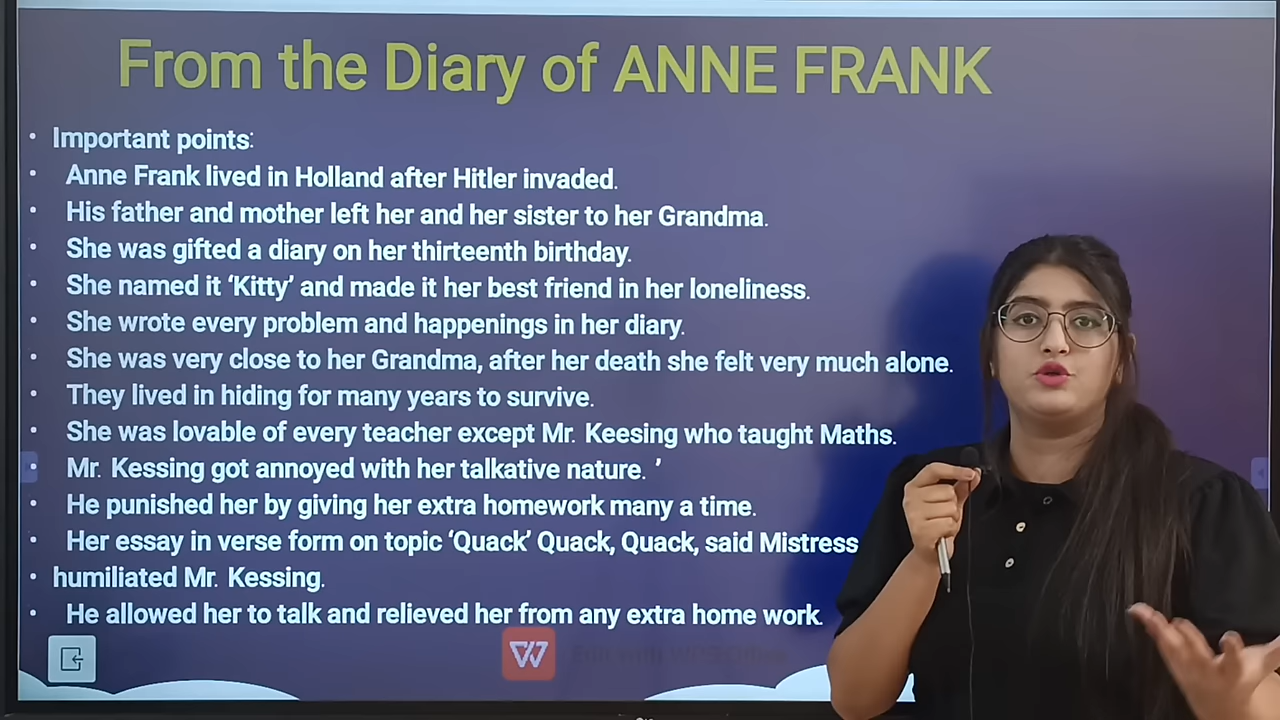 From the Diary of ANNE FRANK
• Important points:
• Anne Frank lived in Holland after Hitler invaded.
• His father and mother left her and her sister to her Grandma.
• She was gifted a diary on her thirteenth birthday.
• She named it ‘Kitty’ and made it her best friend in her loneliness.
• She wrote every problem and happenings in her diary.
• She was very close to her Grandma, after her death she felt very much alone.
• They lived in hiding for many years to survive.
• She was lovable of every teacher except Mr. Keesing who taught Maths.
• Mr. Kessing got annoyed with her talkative nature. ’
• He punished her by giving her extra homework many a time.
• Her essay in verse form on topic ‘Quack’ Quack, Quack, said Mistress
• humiliated Mr. Kessing.
• He allowed her to talk and relieved her from any extra home work.